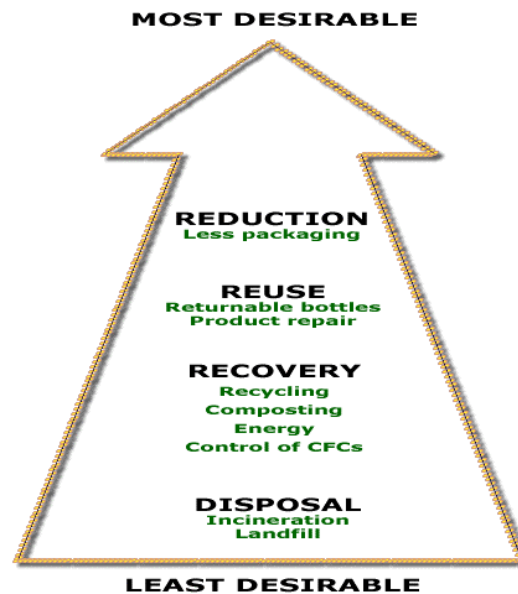 MOST DESIRABLE
REDUCTION
Less packaging
REUSE
Returnable bottles
Product repair
RECOVERY
Recycling
Composting
Energy
Control of CFCs
DISPOSAL
Incineration
Landfill
LEAST DESIRABLE